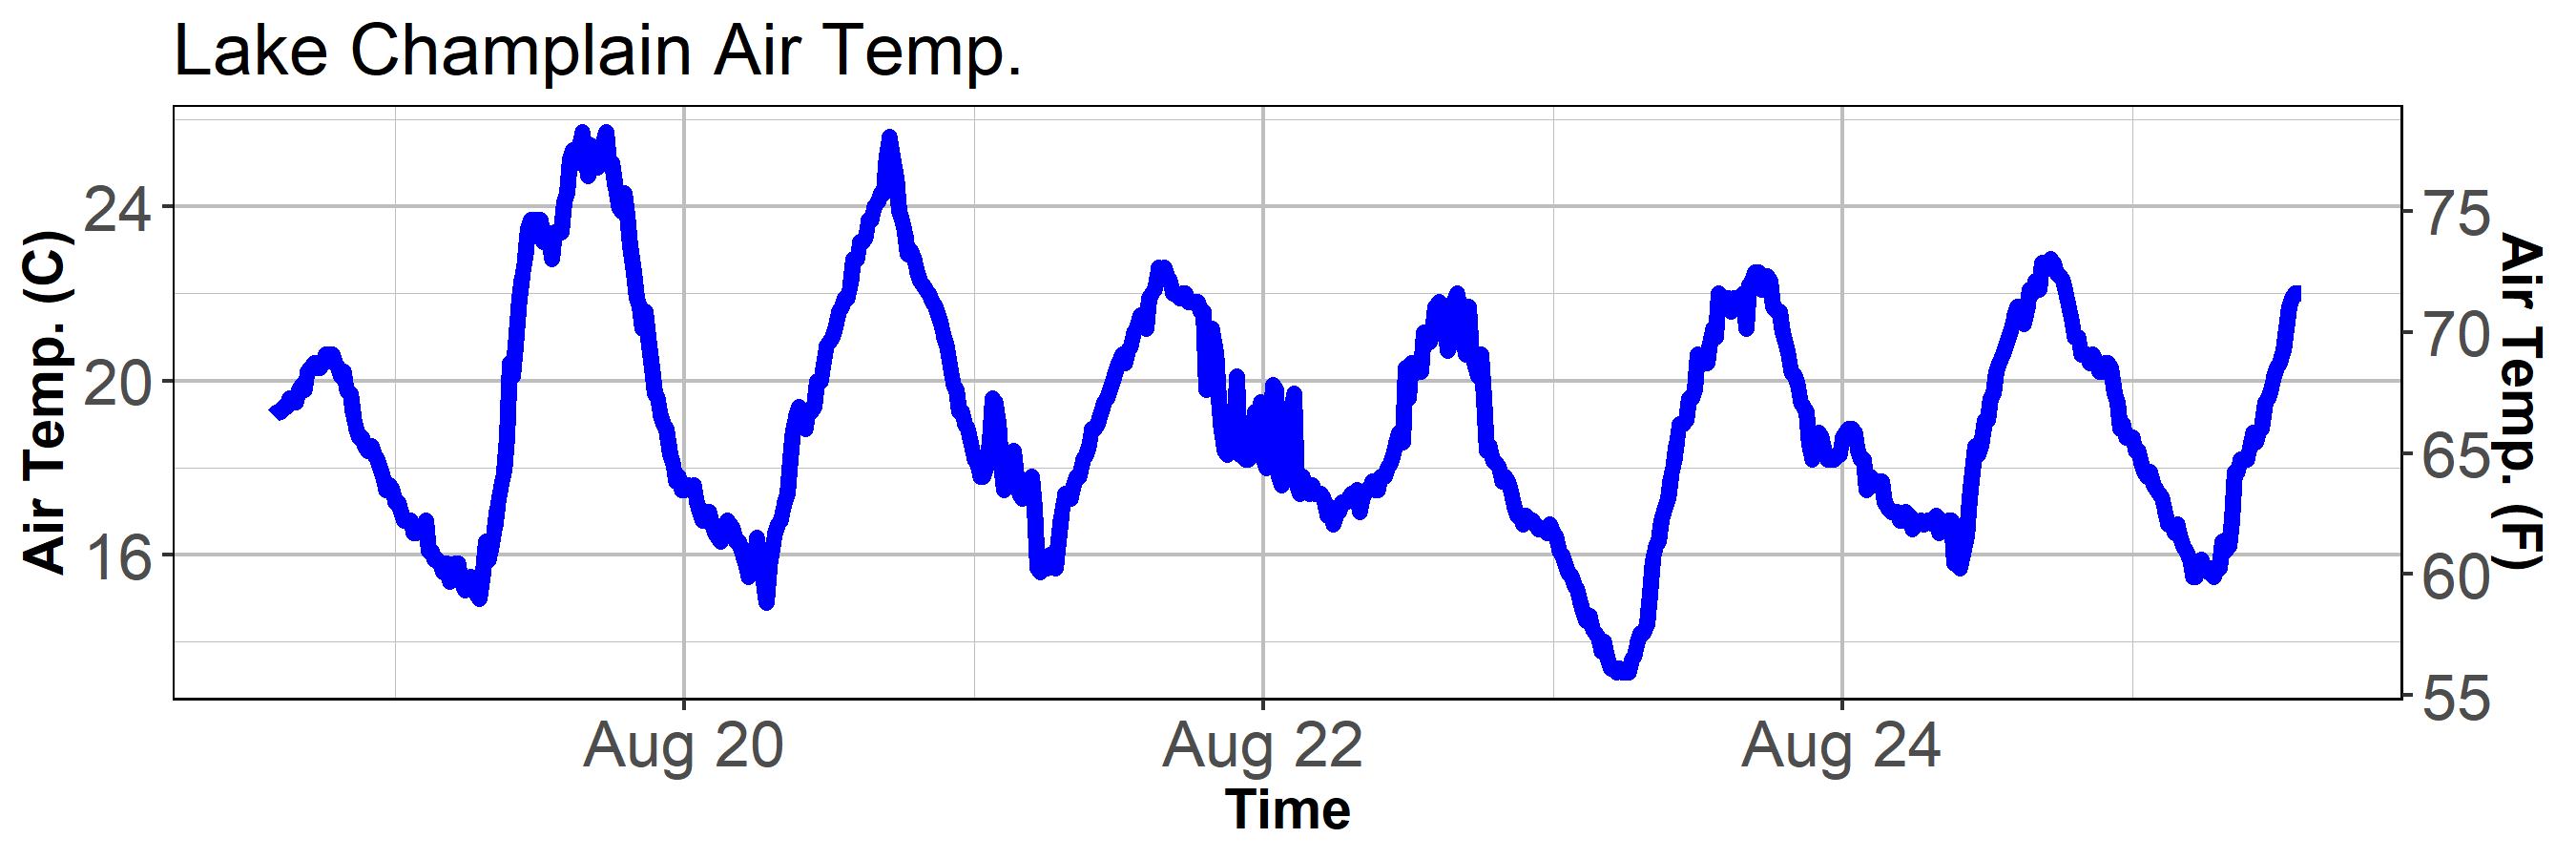 Lake Champlain Air Temp.
Air Temp. (C)
24
20
16
75
70
65
60
55
Air Temp. (F)
Aug 20 Aug 22 Aug 24
Time